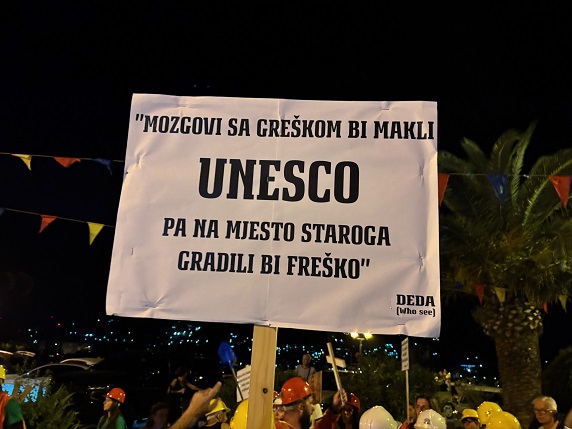 "MOZGOVI SA GREŠKOM BI MAKLI
UNESCO
PA NA MJESTO STAROGA
GRADILI BI FREŠKO"
DEDA
(Who see)